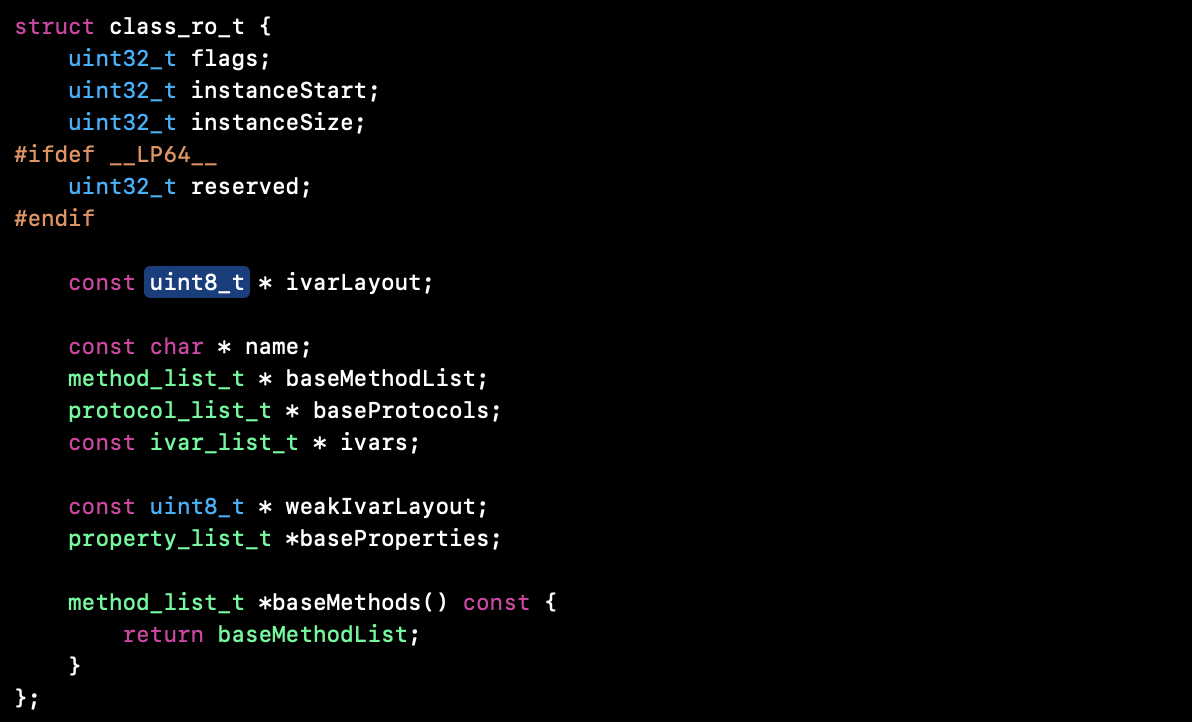 struct class_ro_t {
    uint32_t flags;
    uint32_t instanceStart;
    uint32_t instanceSize;
#ifdef __LP64__
    uint32_t reserved;
#endif

    const uint8_t * ivarLayout;

    const char * name;
    method_list_t * baseMethodList;
    protocol_list_t * baseProtocols;
    const ivar_list_t * ivars;

    const uint8_t * weakIvarLayout;
    property_list_t *baseProperties;

    method_list_t *baseMethods() const {
        return baseMethodList;
    }
};